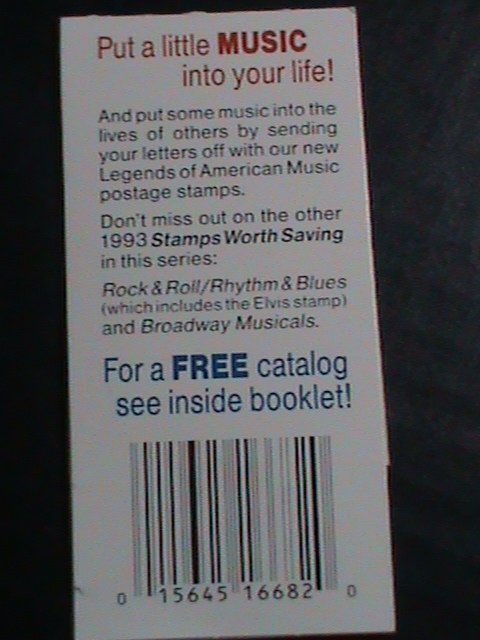 Put a little MUSIC
into your life!
And put some music into the
lives of others by sending
your letters off with our new
Legends of American Music
postage stamps.
Don't miss out on the other
1993 Stamps Worth Saving
in this series:
Rock & Roll/Rhythm & Blues
(which includes the Elvis stamp)
and Broadway Musicals.
For a FREE catalog
see inside booklet!
0 15645 16682 0